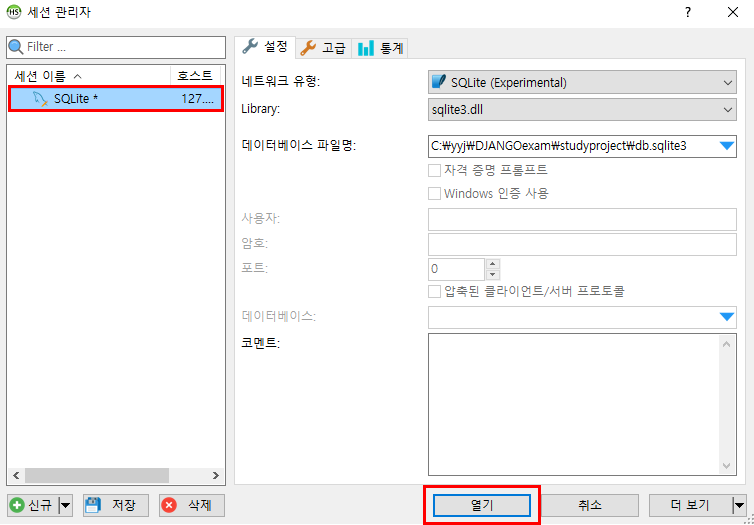 HS 세션 관리자
? ×
Filter ...
세션 이름 호스트
SQLite * 127....
설정 고급 통계
네트워크 유형: SQLite (Experimental)
Library: sqlite3.dll
데이터베이스 파일명: C:₩yyj₩DJANGOexam₩studyproject₩db.sqlite3
자격 증명 프롬프트
Windows 인증 사용
사용자:
암호:
포트: 0
압축된 클라이언트/서버 프로토콜
데이터베이스:
코멘트:
신규 저장 삭제 열기 취소 더 보기